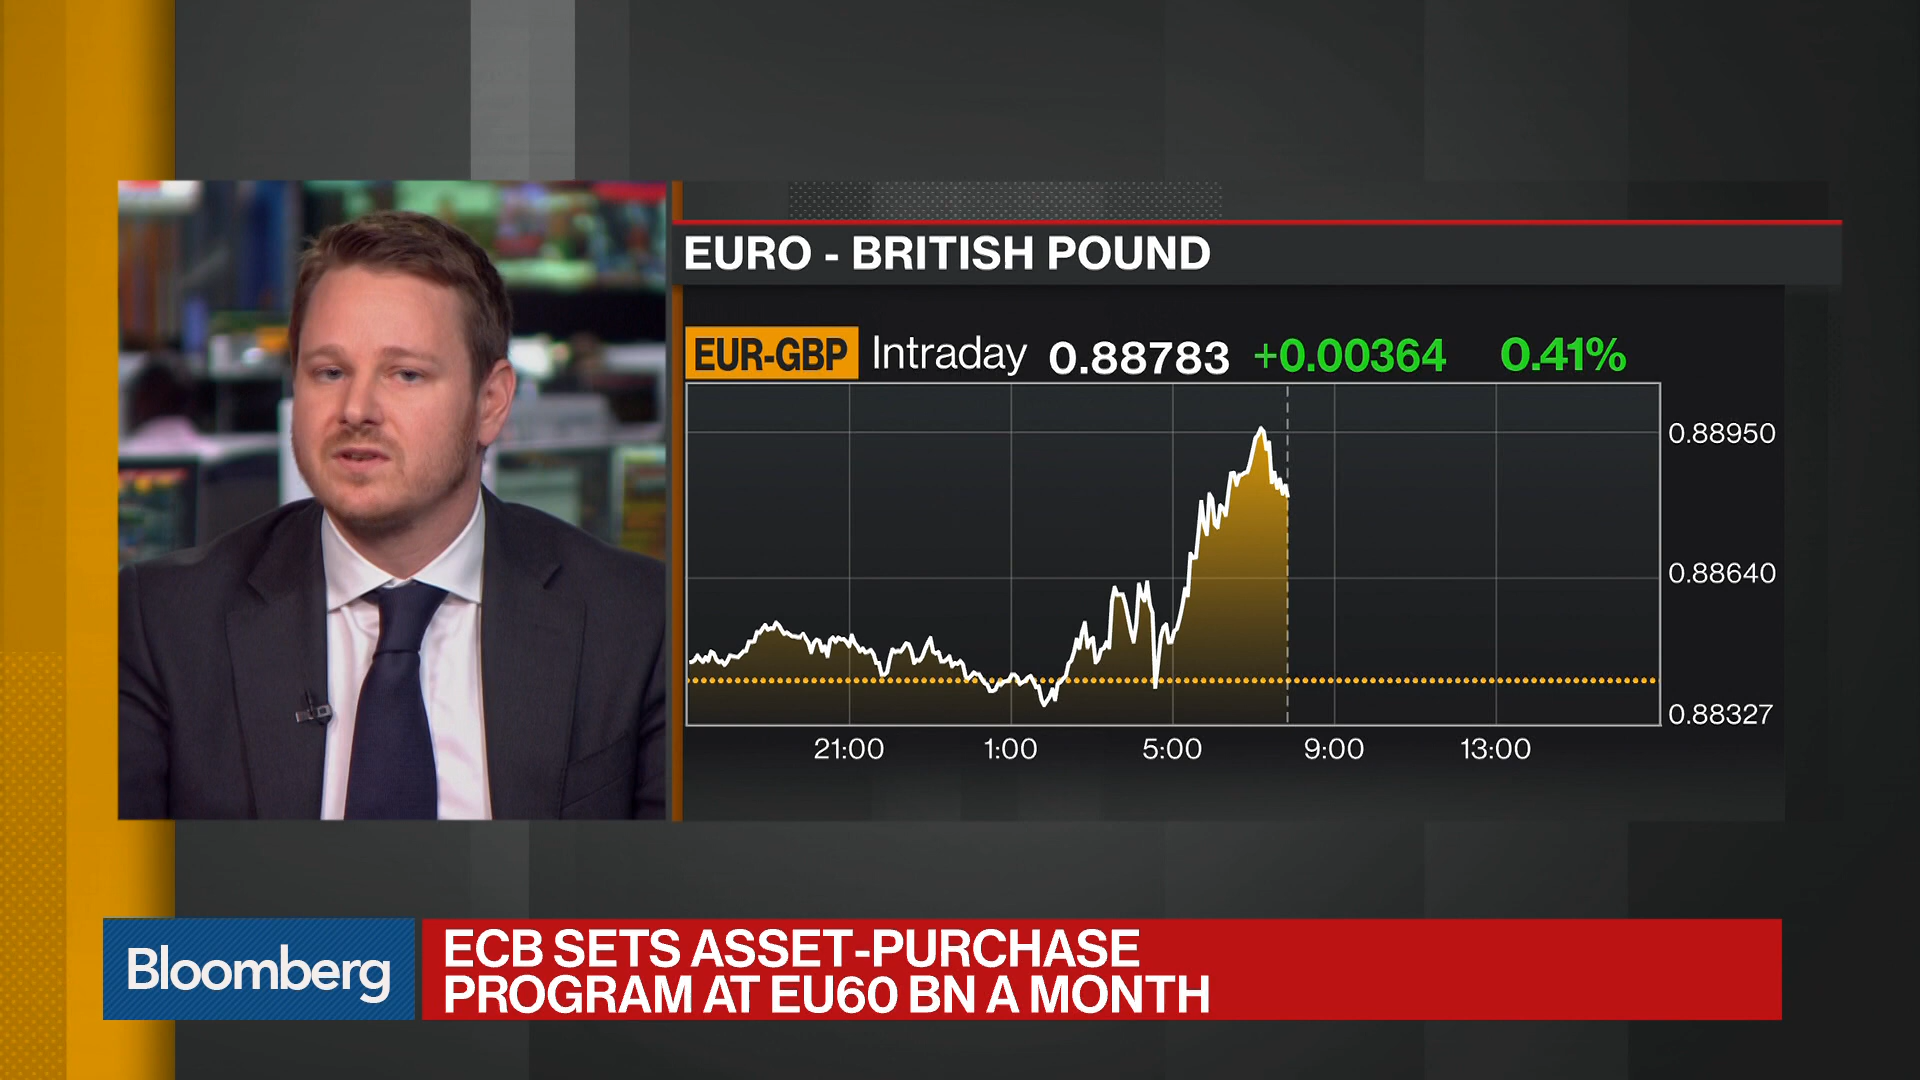 EURO - BRITISH POUND
EUR-GBP Intraday 0.88783 +0.00364 0.41%
0.88950
0.88640
0.88327
21:00 1:00 5:00 9:00 13:00
Bloomberg
ECB SETS ASSET-PURCHASE
PROGRAM AT EU60 BN A MONTH